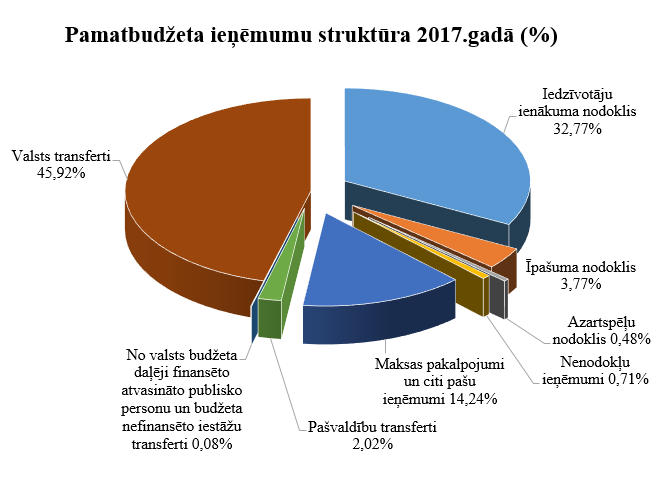 Pamatbudžeta ieņēmumu struktūra 2017.gadā (%)
Iedzīvotāju
ienākuma nodoklis
32,77%
Valsts transferti
45,92%
Īpašuma nodoklis
3,77%
Azartspēļu
nodoklis 0,48%
Nenodokļu
ieņēmumi 0,71%
Maksas pakalpojumi
un citi pašu
ieņēmumi 14,24%
Pašvaldību transferti
2,02%
No valsts budžeta
daļēji finansēto
atvasināto publisko
personu un budžeta
nefinansēto iestāžu
transferti 0,08%